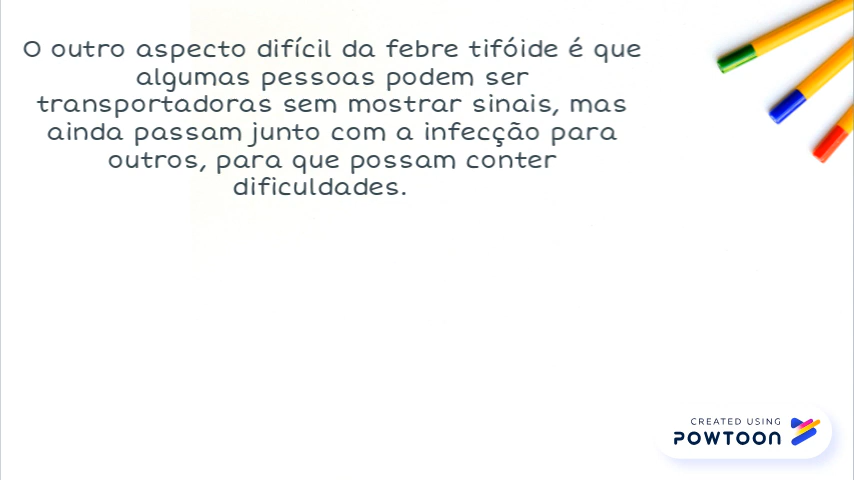 O outro aspecto difícil da febre tifóide é que
algumas pessoas podem ser
transportadoras sem mostrar sinais, mas
ainda passam junto com a infecção para
outros, para que possam conter
dificuldades.
CREATED USING
POWTOON